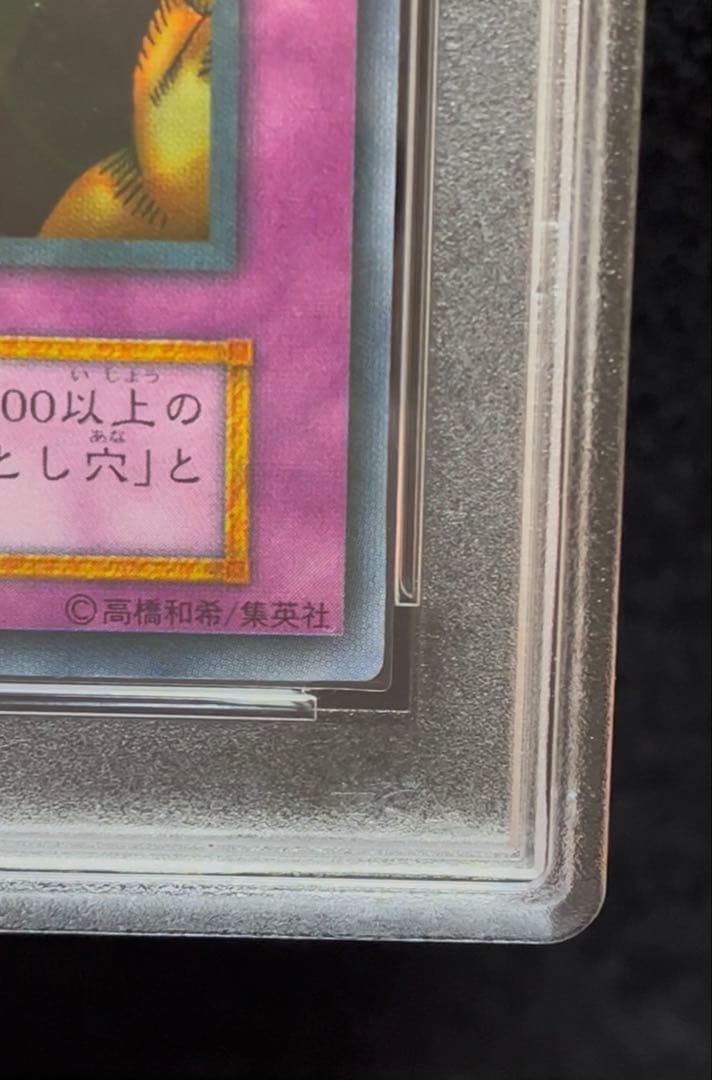 いじょう
00以上の
あな
とし穴」と
©高橋和希/集英社